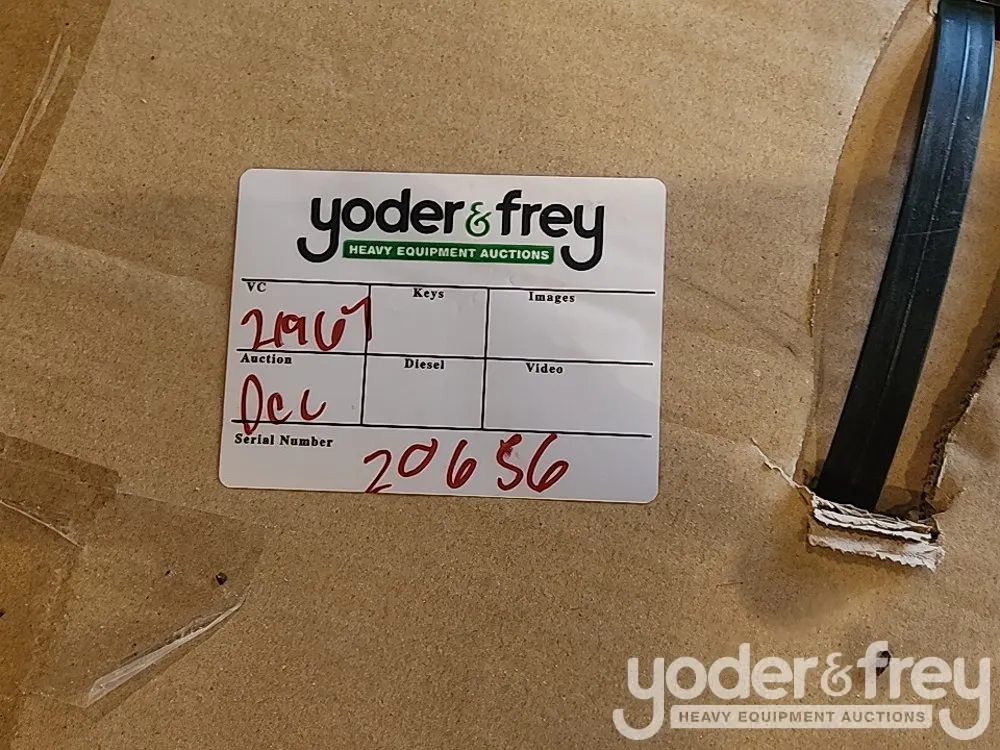 yoder & frey
HEAVY EQUIPMENT AUCTIONS
VC Keys Images
21967
Auction Diesel Video
Serial Number
20656
yoder & frey
HEAVY EQUIPMENT AUCTIONS